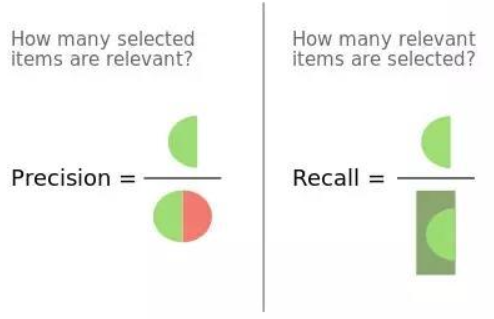 How many selected
items are relevant?
Precision =
How many relevant
items are selected?
Recall =